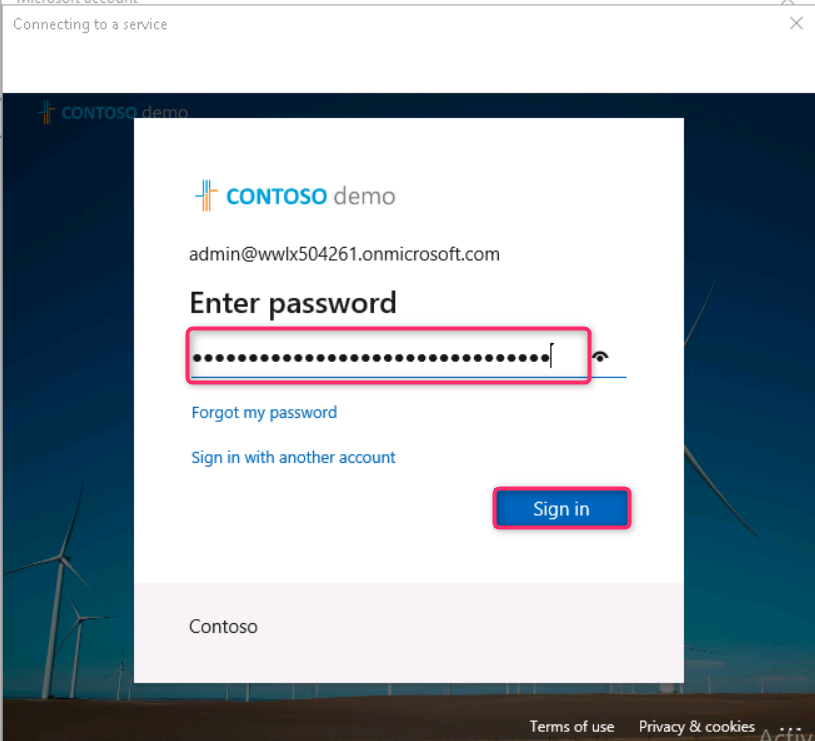 Microsoft account
Connecting to a service
CONTOSO demo
CONTOSO demo
admin@wwlx504261.onmicrosoft.com
Enter password
Forgot my password
Sign in with another account
Sign in
Contoso
Terms of use Privacy & cookies